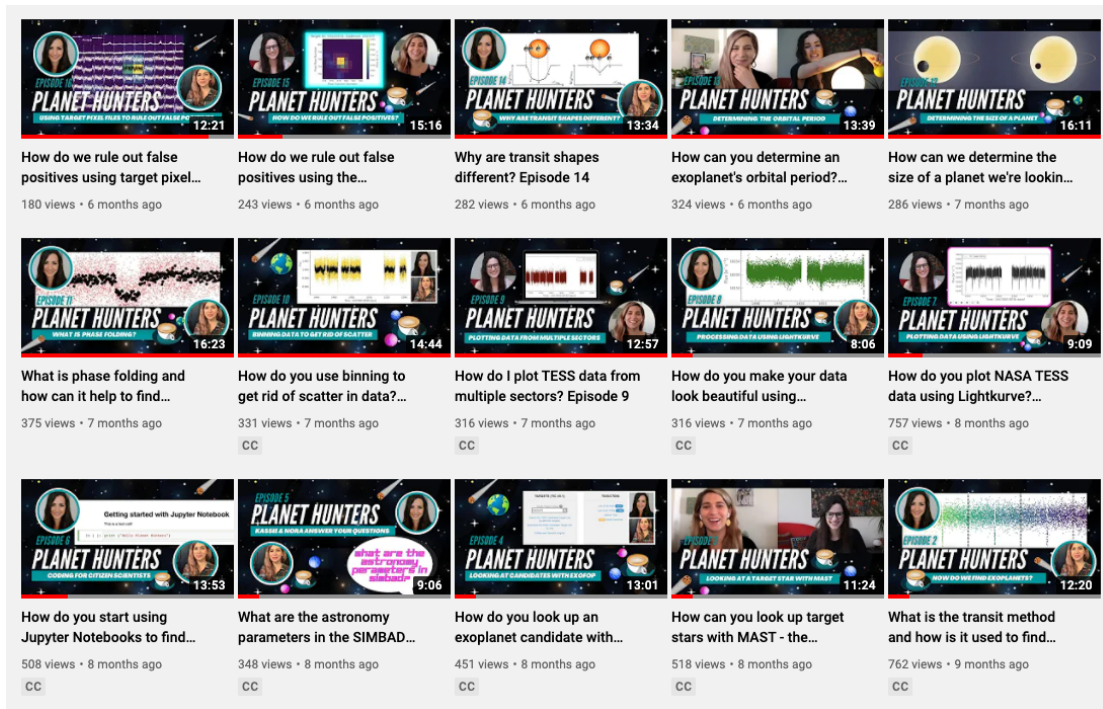 EPISODE 16
PLANET HUNTERS
USING TARGET PIXEL FILES TO RULE OUT FALSE PO
12:21
How do we rule out false
positives using target pixel...
180 views • 6 months ago
EPISODE 15
PLANET HUNTERS
HOW DO WE RULE OUT FALSE POSITIVES?
15:16
How do we rule out false
positives using the...
243 views • 6 months ago
EPISODE 14
PLANET HUNTERS
WHY ARE TRANSIT SHAPES DIFFERENT?
13:34
Why are transit shapes
different? Episode 14
282 views • 6 months ago
EPISODE 13
PLANET HUNTERS
DETERMINING THE ORBITAL PERIOD
13:39
How can you determine an
exoplanet's orbital period?...
324 views • 6 months ago
EPISODE 12
PLANET HUNTERS
DETERMINING THE SIZE OF A PLANET
16:11
How can we determine the
size of a planet we're lookin...
286 views • 7 months ago
EPISODE 11
PLANET HUNTERS
WHAT IS PHASE FOLDING?
16:23
What is phase folding and
how can it help to find...
375 views • 7 months ago
EPISODE 10
PLANET HUNTERS
BINNING DATA TO GET RID OF SCATTER
14:44
How do you use binning to
get rid of scatter in data?...
331 views • 7 months ago
CC
EPISODE 9
PLANET HUNTERS
PLOTTING DATA FROM MULTIPLE SECTORS
12:57
How do I plot TESS data from
multiple sectors? Episode 9
316 views • 7 months ago
CC
EPISODE 8
PLANET HUNTERS
PROCESSING DATA USING LIGHTKURVE
8:06
How do you make your data
look beautiful using...
316 views • 7 months ago
CC
EPISODE 7
PLANET HUNTERS
PLOTTING DATA USING LIGHTKURVE
9:09
How do you plot NASA TESS
data using Lightkurve?...
757 views • 8 months ago
CC
Getting started with Jupyter Notebook
EPISODE 6
PLANET HUNTERS
CODING FOR CITIZEN SCIENTISTS
13:53
How do you start using
Jupyter Notebooks to find...
508 views • 8 months ago
CC
EPISODE 5
PLANET HUNTERS
KASSIE & NORA ANSWER YOUR QUESTIONS
what are the
astronomy
parameters in
simbad?
9:06
What are the astronomy
parameters in the SIMBAD...
348 views • 8 months ago
CC
EPISODE 4
PLANET HUNTERS
LOOKING AT CANDIDATES WITH EXOFOP
13:01
How do you look up an
exoplanet candidate with...
451 views • 8 months ago
CC
PLANET HUNTERS
LOOKING AT A TARGET STAR WITH MAST
11:24
How can you look up target
stars with MAST - the...
518 views • 8 months ago
CC
EPISODE 2
PLANET HUNTERS
HOW DO WE FIND EXOPLANETS?
12:20
What is the transit method
and how is it used to find...
762 views • 9 months ago
CC